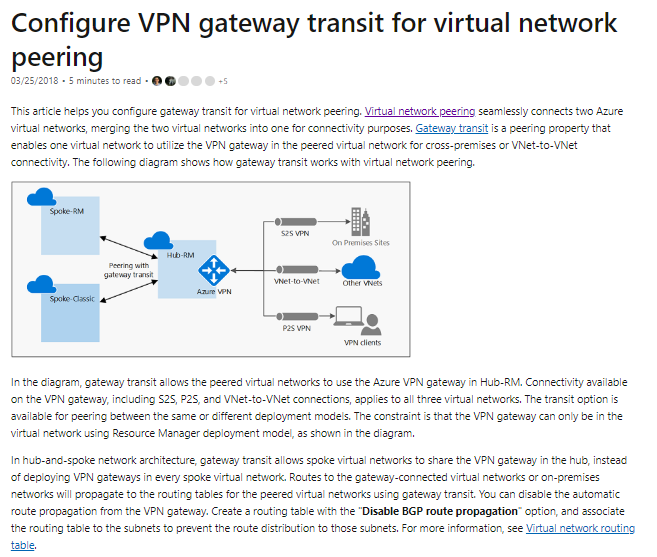 Configure VPN gateway transit for virtual network
peering
03/25/2018 • 5 minutes to read • +5
This article helps you configure gateway transit for virtual network peering. Virtual network peering seamlessly connects two Azure
virtual networks, merging the two virtual networks into one for connectivity purposes. Gateway transit is a peering property that
enables one virtual network to utilize the VPN gateway in the peered virtual network for cross-premises or VNet-to-VNet
connectivity. The following diagram shows how gateway transit works with virtual network peering.
Spoke-RM
Hub-RM
Peering with
gateway transit
Spoke-Classic
Azure VPN
S2S VPN
On Premises Sites
VNet-to-VNet
Other VNets
P2S VPN
VPN clients
In the diagram, gateway transit allows the peered virtual networks to use the Azure VPN gateway in Hub-RM. Connectivity available
on the VPN gateway, including S2S, P2S, and VNet-to-VNet connections, applies to all three virtual networks. The transit option is
available for peering between the same or different deployment models. The constraint is that the VPN gateway can only be in the
virtual network using Resource Manager deployment model, as shown in the diagram.
In hub-and-spoke network architecture, gateway transit allows spoke virtual networks to share the VPN gateway in the hub, instead
of deploying VPN gateways in every spoke virtual network. Routes to the gateway-connected virtual networks or on-premises
networks will propagate to the routing tables for the peered virtual networks using gateway transit. You can disable the automatic
route propagation from the VPN gateway. Create a routing table with the "Disable BGP route propagation" option, and associate
the routing table to the subnets to prevent the route distribution to those subnets. For more information, see Virtual network routing
table.